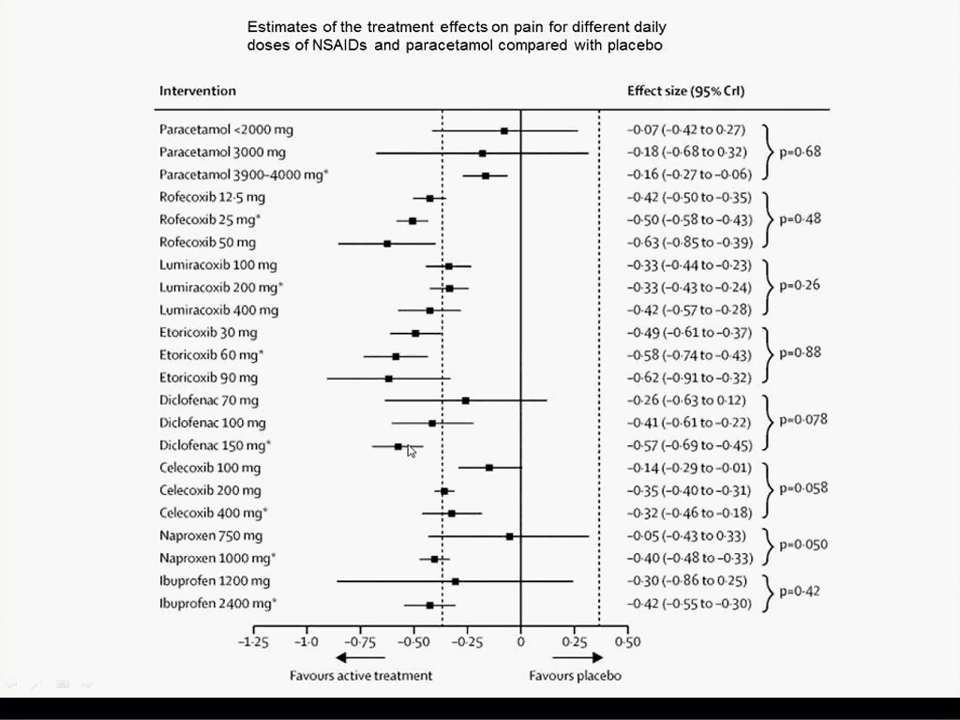 Estimates of the treatment effects on pain for different daily
doses of NSAIDs and paracetamol compared with placebo
Intervention Effect size (95% CrI)
Paracetamol <2000 mg -0·07 (-0·42 to 0·27)
Paracetamol 3000 mg -0·18 (-0·68 to 0·32) p=0·68
Paracetamol 3900-4000 mg* -0·16 (-0·27 to -0·06)
Rofecoxib 12·5 mg -0·42 (-0·50 to -0·35)
Rofecoxib 25 mg* -0·50 (-0·58 to -0·43) p=0·48
Rofecoxib 50 mg -0·63 (-0·85 to -0·39)
Lumiracoxib 100 mg -0·33 (-0·44 to -0·23)
Lumiracoxib 200 mg* -0·33 (-0·43 to -0·24) p=0·26
Lumiracoxib 400 mg -0·42 (-0·57 to -0·28)
Etoricoxib 30 mg -0·49 (-0·61 to -0·37)
Etoricoxib 60 mg* -0·58 (-0·74 to -0·43) p=0·88
Etoricoxib 90 mg -0·62 (-0·91 to -0·32)
Diclofenac 70 mg -0·26 (-0·63 to 0·12)
Diclofenac 100 mg -0·41 (-0·61 to -0·22) p=0·078
Diclofenac 150 mg* -0·57 (-0·69 to -0·45)
Celecoxib 100 mg -0·14 (-0·29 to -0·01)
Celecoxib 200 mg -0·35 (-0·40 to -0·31) p=0·058
Celecoxib 400 mg* -0·32 (-0·46 to -0·18)
Naproxen 750 mg -0·05 (-0·43 to 0·33)
p=0·050
Naproxen 1000 mg* -0·40 (-0·48 to -0·33)
Ibuprofen 1200 mg -0·30 (-0·86 to 0·25)
p=0·42
Ibuprofen 2400 mg* -0·42 (-0·55 to -0·30)
-1·25 -1·0 -0·75 -0·50 -0·25 0 0·25 0·50
Favours active treatment Favours placebo